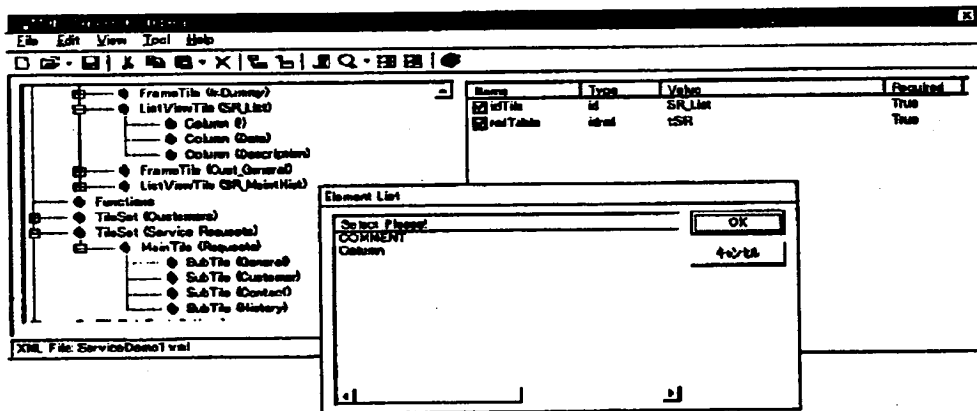 File Edit View Tool Help
FrameTile (frDummy)
ListViewTile (SR_List)
Column (I)
Column (Date)
Column (Description)
FrameTile (Cust_General)
ListViewTile (SR_MaintHist)
Functions
TileSet (Customers)
TileSet (Service Requests)
MainTile (Requests)
SubTile (General)
SubTile (Customer)
SubTile (Contact)
SubTile (History)
XML File: ServiceDemo1.xml
Name Type Value Required
idTile id SR_List True
refTable idref tSR True
Element List
Select Please!
COMMENT
Column
OK
キャンセル